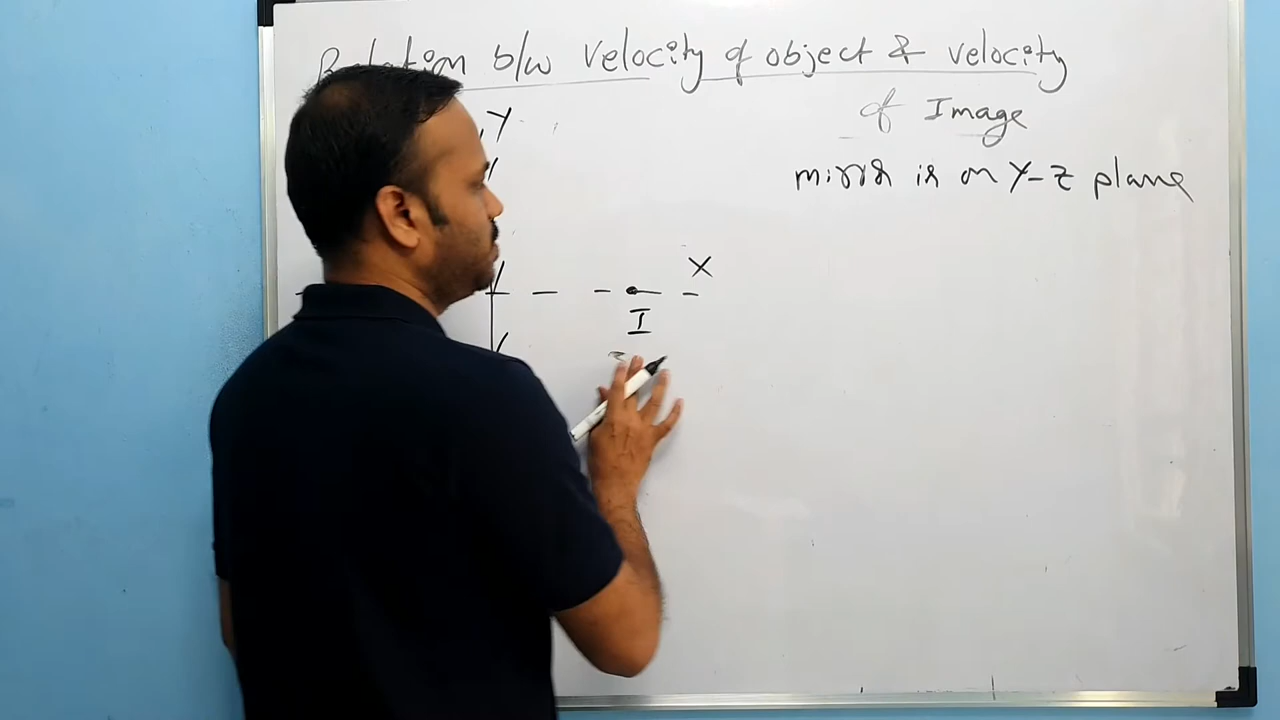 Relation b/w velocity of object & velocity
of Image
Y
mirror is on Y-Z plane
X
I